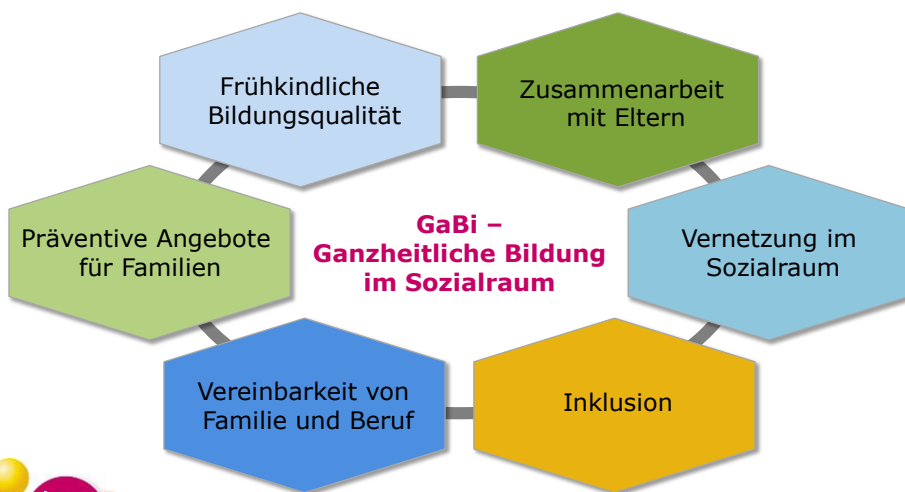 Frühkindliche
Bildungsqualität
Zusammenarbeit
mit Eltern
Präventive Angebote
für Familien
GaBi –
Ganzheitliche Bildung
im Sozialraum
Vernetzung im
Sozialraum
Vereinbarkeit von
Familie und Beruf
Inklusion